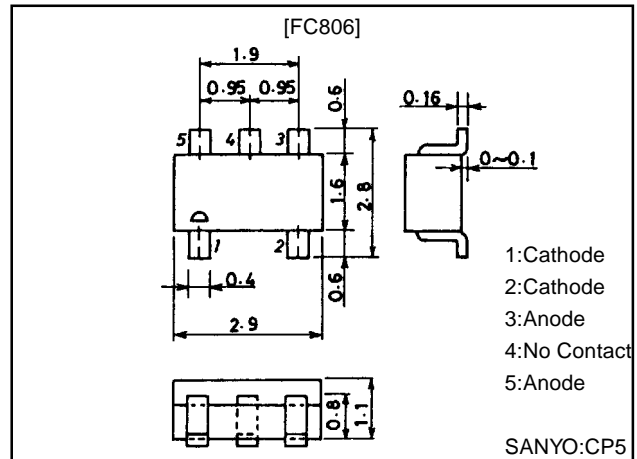 [FC806]
1.9
0.95 0.95
0.6
0.16
5 4 3
0~0.1
1.6
2.8
1 2
0.4
0.6
2.9
1:Cathode
2:Cathode
3:Anode
4:No Contact
5:Anode
0.8
1.1
SANYO:CP5